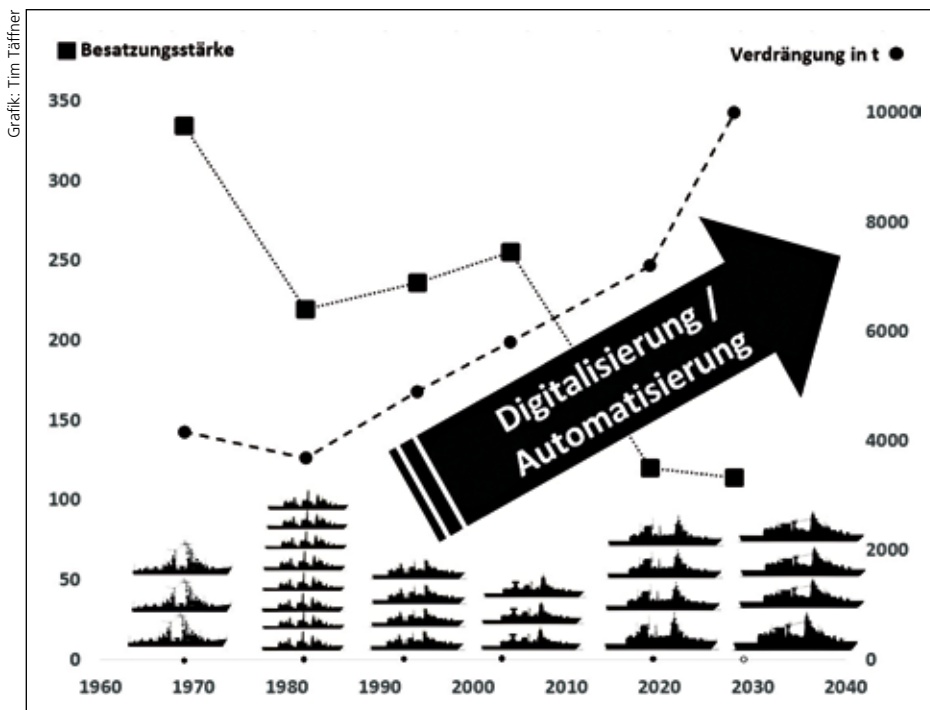 Grafik: Tim Täffner
Besatzungsstärke
Verdrängung in t
350
300
250
200
150
100
50
0
10000
8000
6000
4000
2000
0
Digitalisierung /
Automatisierung
1960 1970 1980 1990 2000 2010 2020 2030 2040